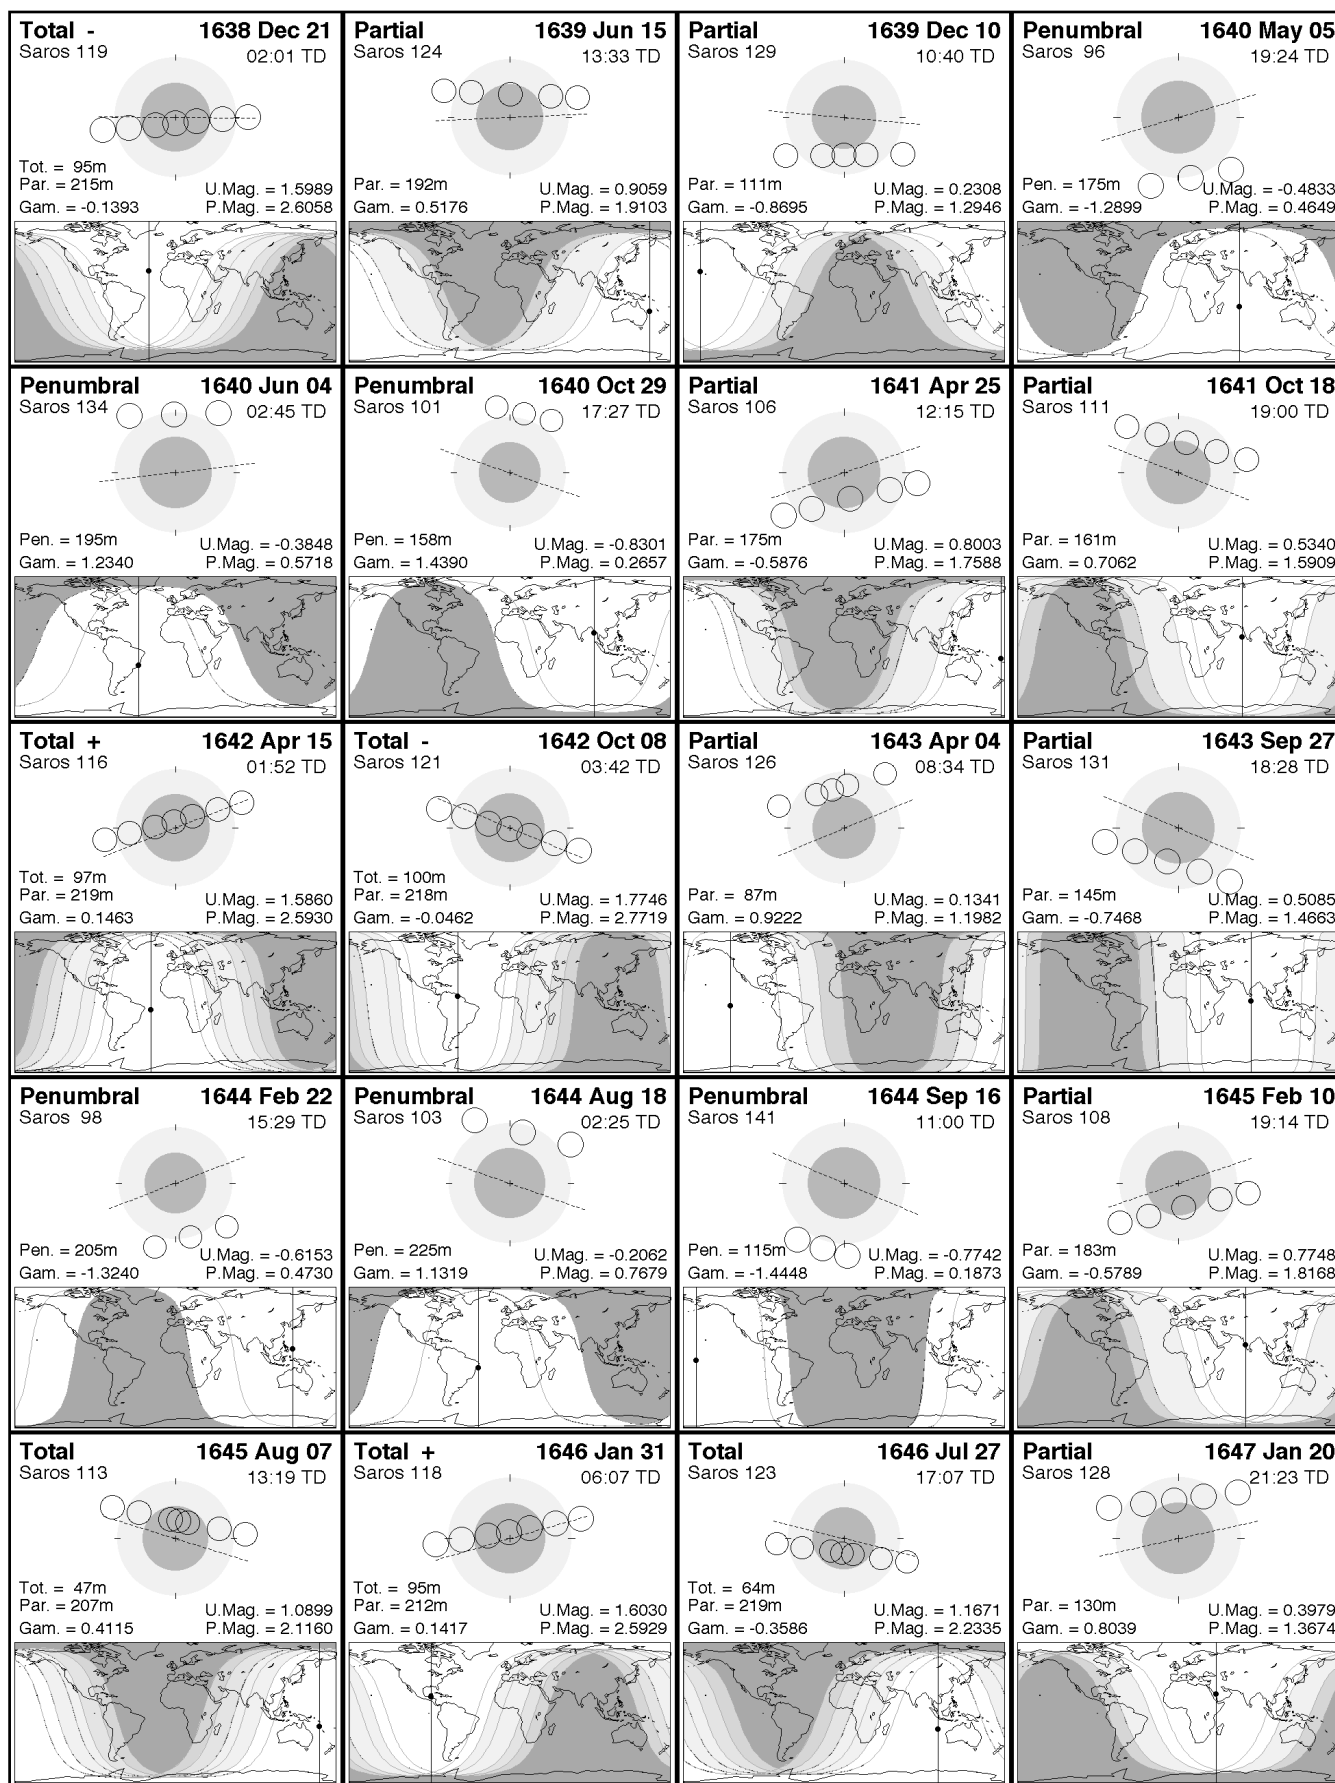 Total - 1638 Dec 21
Saros 119 02:01 TD
Tot. = 95m
Par. = 215m U.Mag. = 1.5989
Gam. = -0.1393 P.Mag. = 2.6058
Partial 1639 Jun 15
Saros 124 13:33 TD
Par. = 192m U.Mag. = 0.9059
Gam. = 0.5176 P.Mag. = 1.9103
Partial 1639 Dec 10
Saros 129 10:40 TD
Par. = 111m U.Mag. = 0.2308
Gam. = -0.8695 P.Mag. = 1.2946
Penumbral 1640 May 05
Saros 96 19:24 TD
Pen. = 175m U.Mag. = -0.4833
Gam. = -1.2899 P.Mag. = 0.4649
Penumbral 1640 Jun 04
Saros 134 02:45 TD
Pen. = 195m U.Mag. = -0.3848
Gam. = 1.2340 P.Mag. = 0.5718
Penumbral 1640 Oct 29
Saros 101 17:27 TD
Pen. = 158m U.Mag. = -0.8301
Gam. = 1.4390 P.Mag. = 0.2657
Partial 1641 Apr 25
Saros 106 12:15 TD
Par. = 175m U.Mag. = 0.8003
Gam. = -0.5876 P.Mag. = 1.7588
Partial 1641 Oct 18
Saros 111 19:00 TD
Par. = 161m U.Mag. = 0.5340
Gam. = 0.7062 P.Mag. = 1.5909
Total + 1642 Apr 15
Saros 116 01:52 TD
Tot. = 97m
Par. = 219m U.Mag. = 1.5860
Gam. = 0.1463 P.Mag. = 2.5930
Total - 1642 Oct 08
Saros 121 03:42 TD
Tot. = 100m
Par. = 218m U.Mag. = 1.7746
Gam. = -0.0462 P.Mag. = 2.7719
Partial 1643 Apr 04
Saros 126 08:34 TD
Par. = 87m U.Mag. = 0.1341
Gam. = 0.9222 P.Mag. = 1.1982
Partial 1643 Sep 27
Saros 131 18:28 TD
Par. = 145m U.Mag. = 0.5085
Gam. = -0.7468 P.Mag. = 1.4663
Penumbral 1644 Feb 22
Saros 98 15:29 TD
Pen. = 205m U.Mag. = -0.6153
Gam. = -1.3240 P.Mag. = 0.4730
Penumbral 1644 Aug 18
Saros 103 02:25 TD
Pen. = 225m U.Mag. = -0.2062
Gam. = 1.1319 P.Mag. = 0.7679
Penumbral 1644 Sep 16
Saros 141 11:00 TD
Pen. = 115m U.Mag. = -0.7742
Gam. = -1.4448 P.Mag. = 0.1873
Partial 1645 Feb 10
Saros 108 19:14 TD
Par. = 183m U.Mag. = 0.7748
Gam. = -0.5789 P.Mag. = 1.8168
Total 1645 Aug 07
Saros 113 13:19 TD
Tot. = 47m
Par. = 207m U.Mag. = 1.0899
Gam. = 0.4115 P.Mag. = 2.1160
Total + 1646 Jan 31
Saros 118 06:07 TD
Tot. = 95m
Par. = 212m U.Mag. = 1.6030
Gam. = 0.1417 P.Mag. = 2.5929
Total 1646 Jul 27
Saros 123 17:07 TD
Tot. = 64m
Par. = 219m U.Mag. = 1.1671
Gam. = -0.3586 P.Mag. = 2.2335
Partial 1647 Jan 20
Saros 128 21:23 TD
Par. = 130m U.Mag. = 0.3979
Gam. = 0.8039 P.Mag. = 1.3674